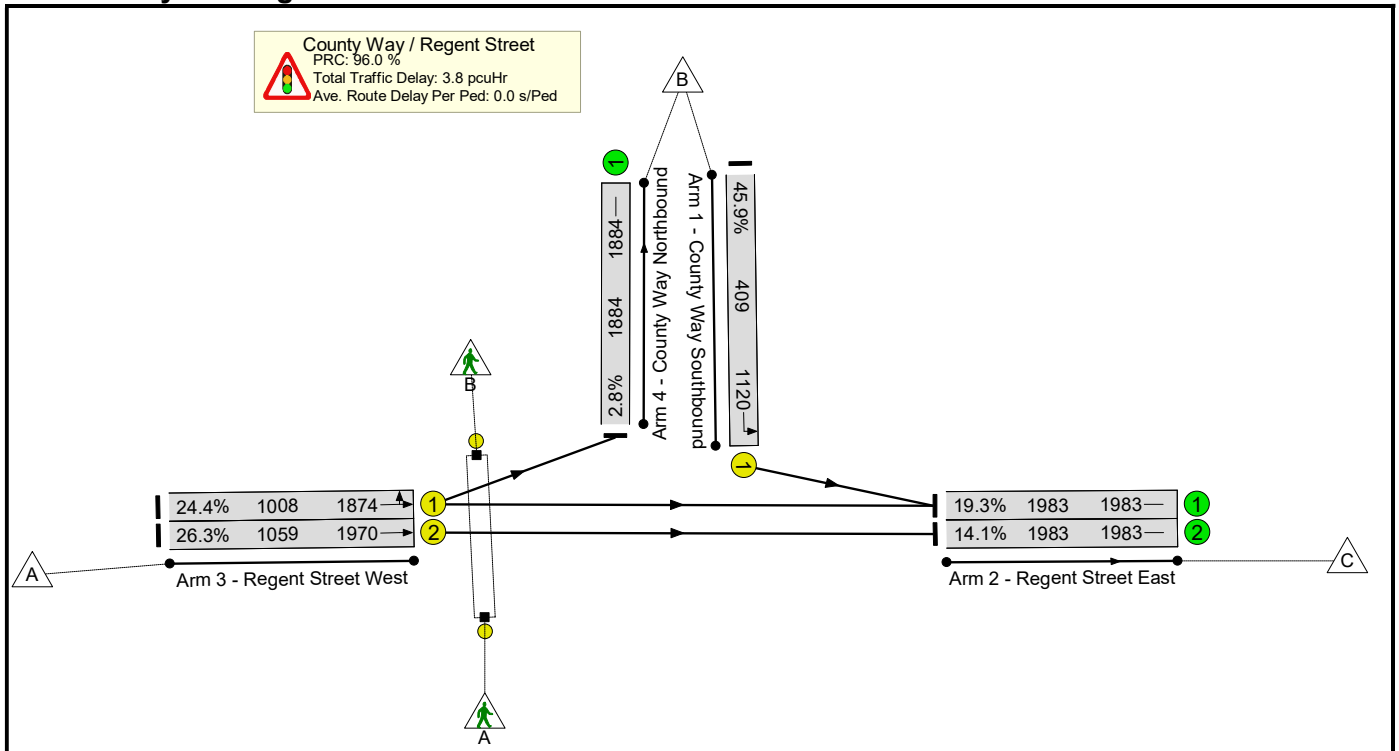 County Way / Regent Street
PRC: 96.0 %
Total Traffic Delay: 3.8 pcuHr
Ave. Route Delay Per Ped: 0.0 s/Ped
B
1
1884
1884
2.8%
Arm 4 - County Way Northbound
Arm 1 - County Way Southbound
45.9%
409
1120
1
B
24.4% 1008 1874
1
26.3% 1059 1970
2
A
Arm 3 - Regent Street West
19.3% 1983 1983
1
14.1% 1983 1983
2
Arm 2 - Regent Street East
C
A